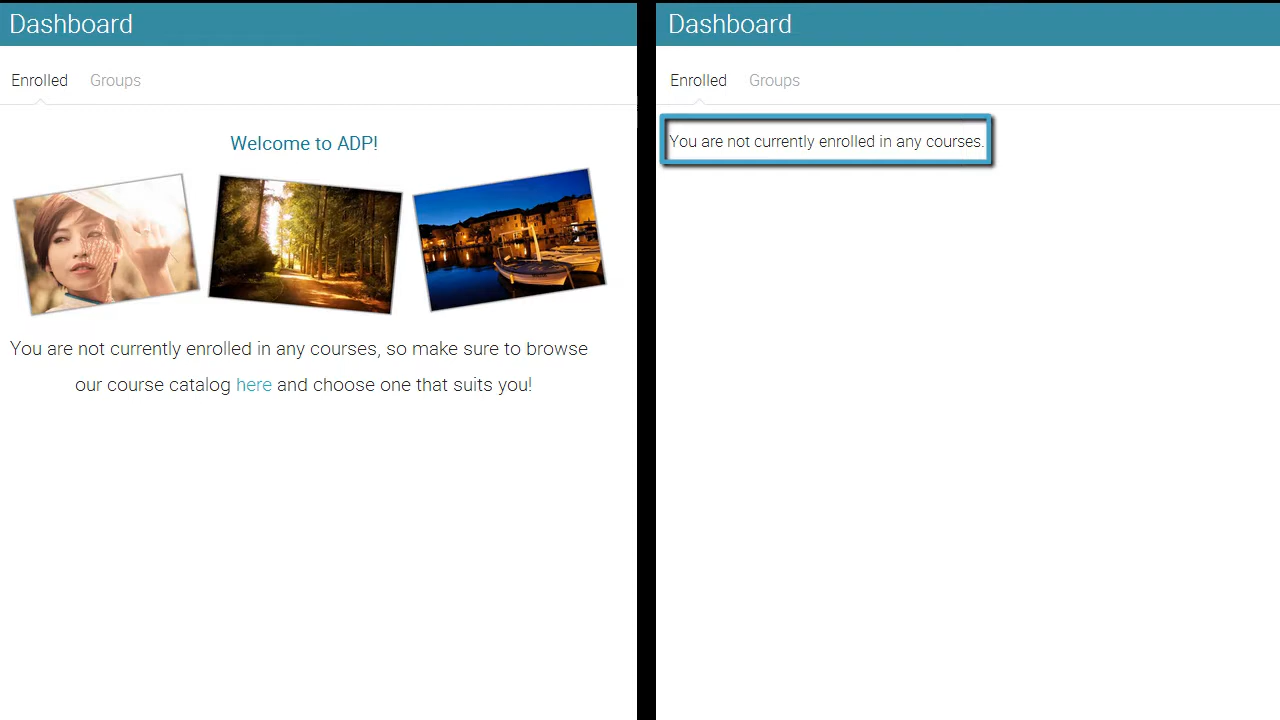 Dashboard
Enrolled Groups
Welcome to ADP!
You are not currently enrolled in any courses, so make sure to browse
our course catalog here and choose one that suits you!
Dashboard
Enrolled Groups
You are not currently enrolled in any courses.